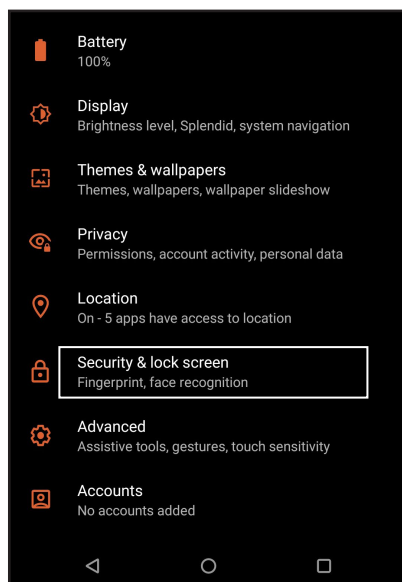 Battery
100%
Display
Brightness level, Splendid, system navigation
Themes & wallpapers
Themes, wallpapers, wallpaper slideshow
Privacy
Permissions, account activity, personal data
Location
On - 5 apps have access to location
Security & lock screen
Fingerprint, face recognition
Advanced
Assistive tools, gestures, touch sensitivity
Accounts
No accounts added